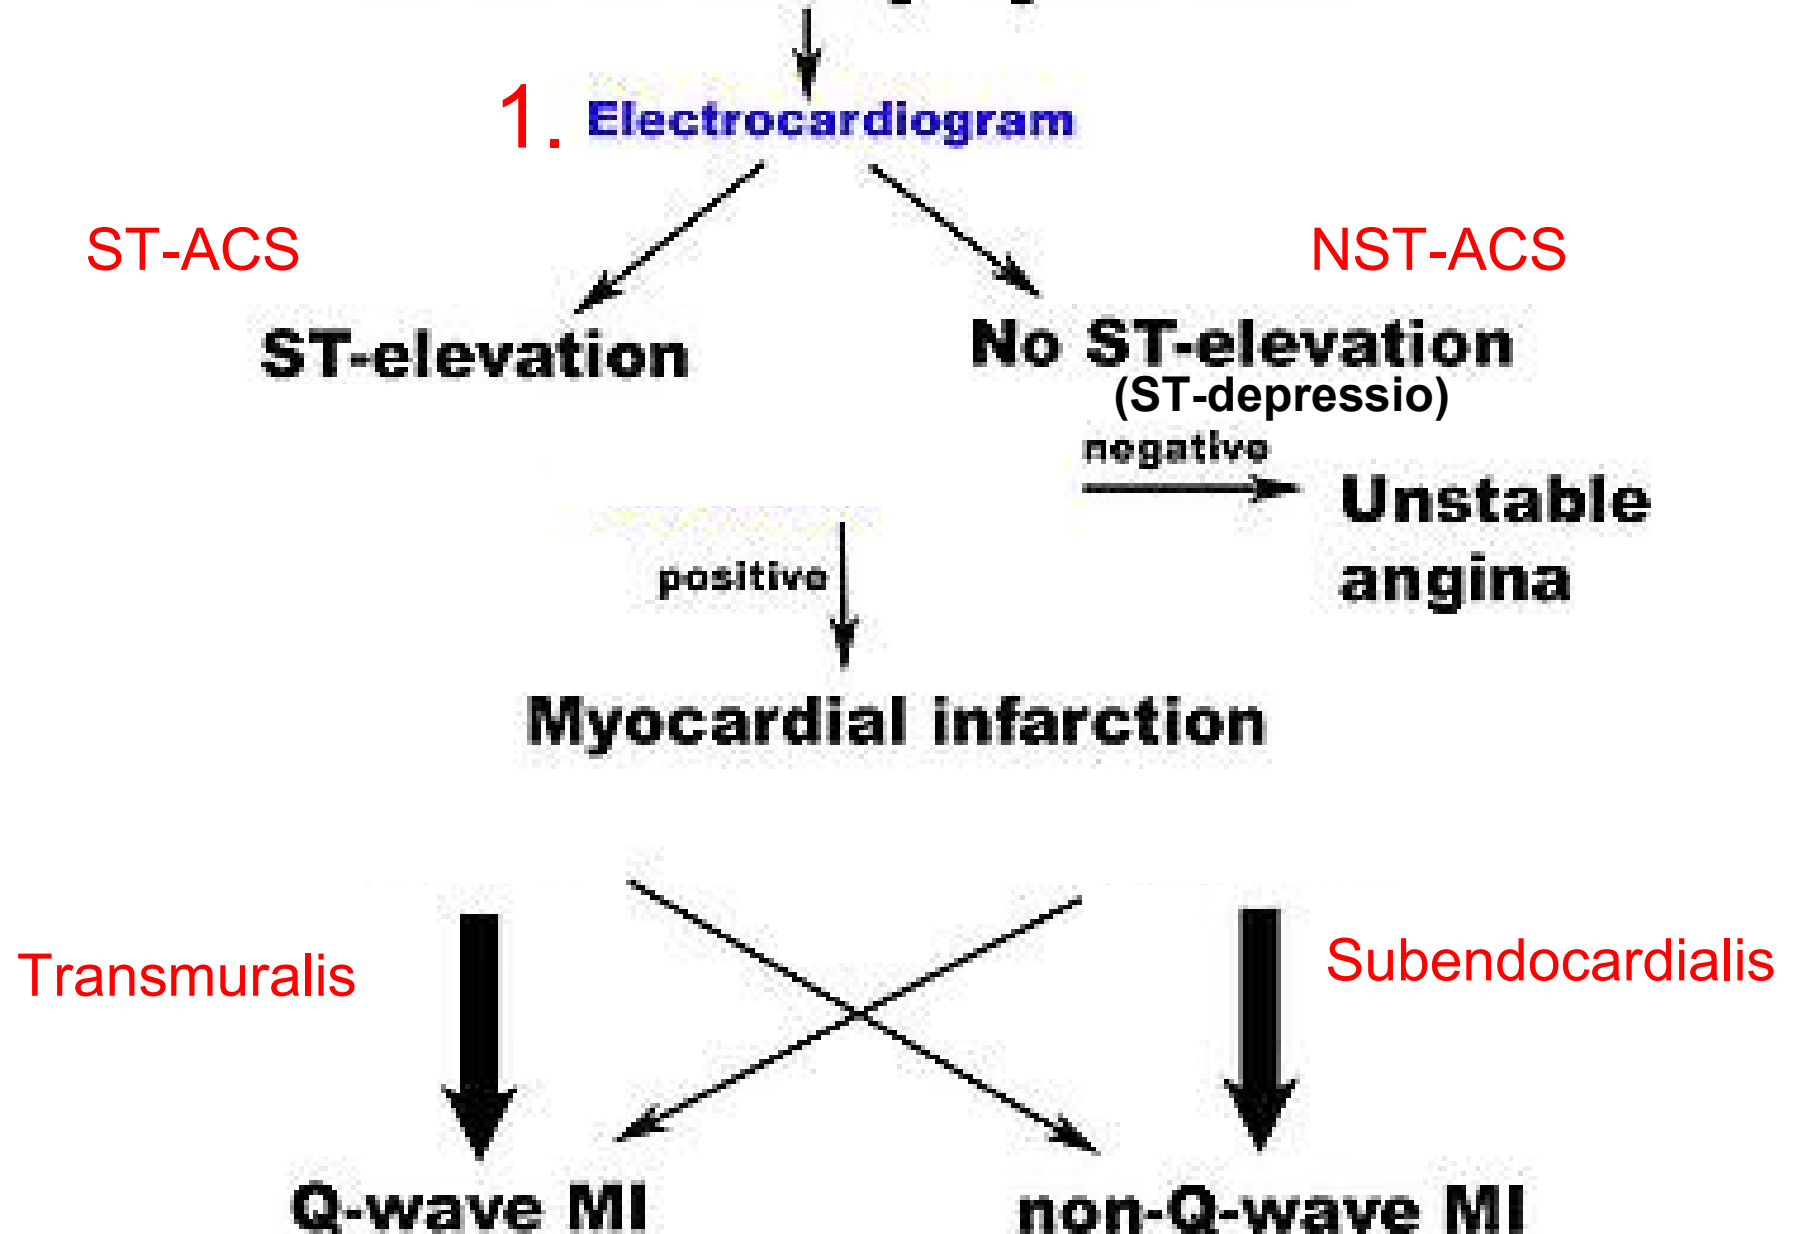 1. Electrocardiogram
ST-ACS
NST-ACS
ST-elevation
No ST-elevation
(ST-depressio)
negative
Unstable
angina
positive
Myocardial infarction
Transmuralis
Subendocardialis
Q-wave MI
non-Q-wave MI